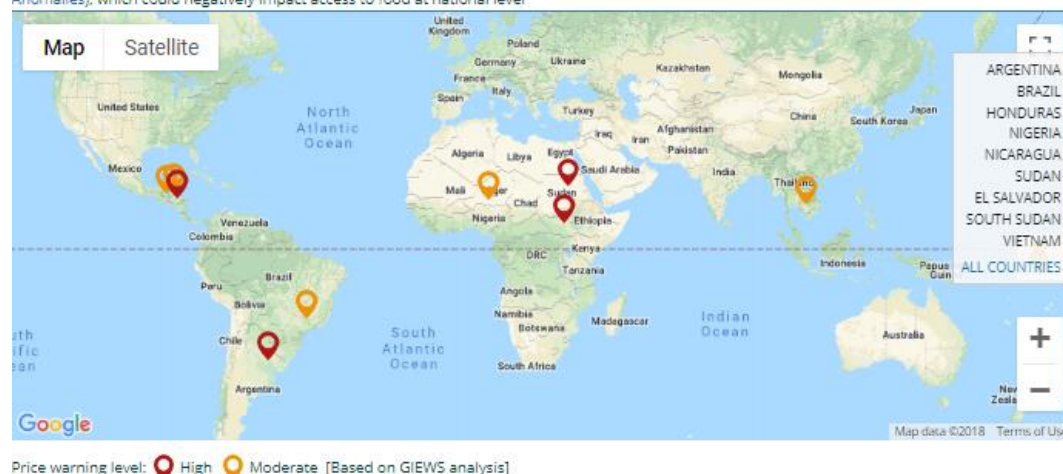 Anomalies), which could negatively impact access to food at national level
Map Satellite
United Kingdom
Poland
Germany
Ukraine
France
Italy
Spain
Kazakhstan
Mongolia
United States
North Atlantic Ocean
Turkey
China
South Korea
Japan
Afghanistan
Iraq
Iran
Pakistan
Algeria
Libya
Egypt
Saudi Arabia
India
Mexico
Mali
Chad
Sudan
Nigeria
Ethiopia
Venezuela
Colombia
DRC
Kenya
Tanzania
Indonesia
Papua
Peru
Brazil
Bolivia
Angola
Namibia
Botswana
Madagascar
Indian Ocean
Australia
Chile
South Atlantic Ocean
South Africa
Argentina
ARGENTINA
BRAZIL
HONDURAS
NIGERIA
NICARAGUA
SUDAN
EL SALVADOR
SOUTH SUDAN
VIETNAM
ALL COUNTRIES
+
−
Google
Map data ©2018 Terms of Us
Price warning level: High Moderate [Based on GIEWS analysis]